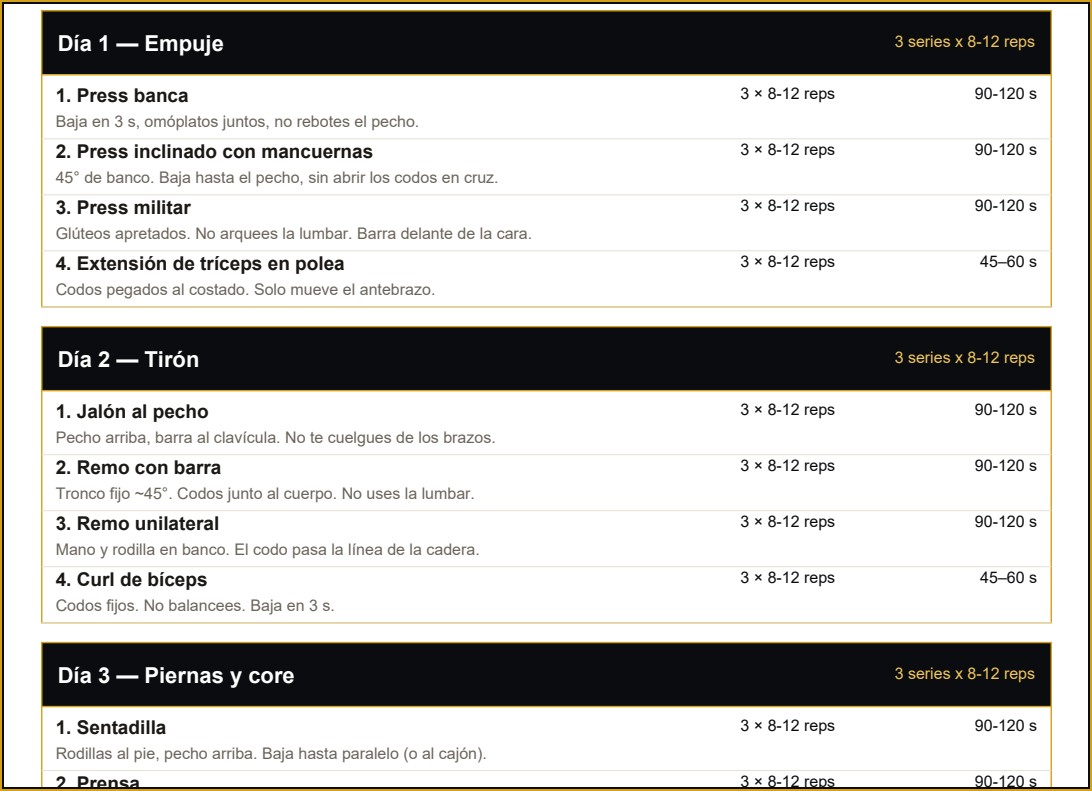 Día 1 — Empuje 3 series x 8-12 reps
1. Press banca 3 × 8-12 reps 90-120 s
Baja en 3 s, omóplatos juntos, no rebotes el pecho.
2. Press inclinado con mancuernas 3 × 8-12 reps 90-120 s
45° de banco. Baja hasta el pecho, sin abrir los codos en cruz.
3. Press militar 3 × 8-12 reps 90-120 s
Glúteos apretados. No arquees la lumbar. Barra delante de la cara.
4. Extensión de tríceps en polea 3 × 8-12 reps 45–60 s
Codos pegados al costado. Solo mueve el antebrazo.
Día 2 — Tirón 3 series x 8-12 reps
1. Jalón al pecho 3 × 8-12 reps 90-120 s
Pecho arriba, barra al clavícula. No te cuelgues de los brazos.
2. Remo con barra 3 × 8-12 reps 90-120 s
Tronco fijo ~45°. Codos junto al cuerpo. No uses la lumbar.
3. Remo unilateral 3 × 8-12 reps 90-120 s
Mano y rodilla en banco. El codo pasa la línea de la cadera.
4. Curl de bíceps 3 × 8-12 reps 45–60 s
Codos fijos. No balancees. Baja en 3 s.
Día 3 — Piernas y core 3 series x 8-12 reps
1. Sentadilla 3 × 8-12 reps 90-120 s
Rodillas al pie, pecho arriba. Baja hasta paralelo (o al cajón).
2. Prensa 3 × 8-12 reps 90-120 s